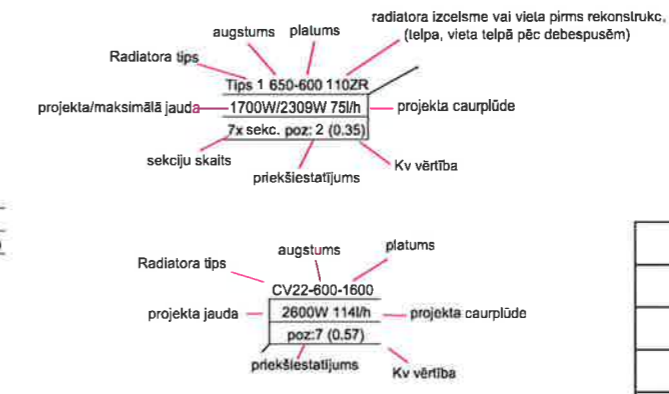 radiatora izcelsme vai vieta pirms rekonstrukc,
(telpa, vieta telpā pēc debespusēm)
augstums platums
Radiatora tips
Tips 1 650-600 110ZR
projekta/maksimālā jauda 1700W/2309W 75l/h projekta caurplūde
7x sekc. poz: 2 (0.35)
sekciju skaits
Kv vērtība
priekšiestatījums
augstums platums
Radiatora tips
CV22-600-1600
projekta jauda 2600W 114l/h projekta caurplūde
poz:7 (0.57)
priekšiestatījums
Kv vērtība